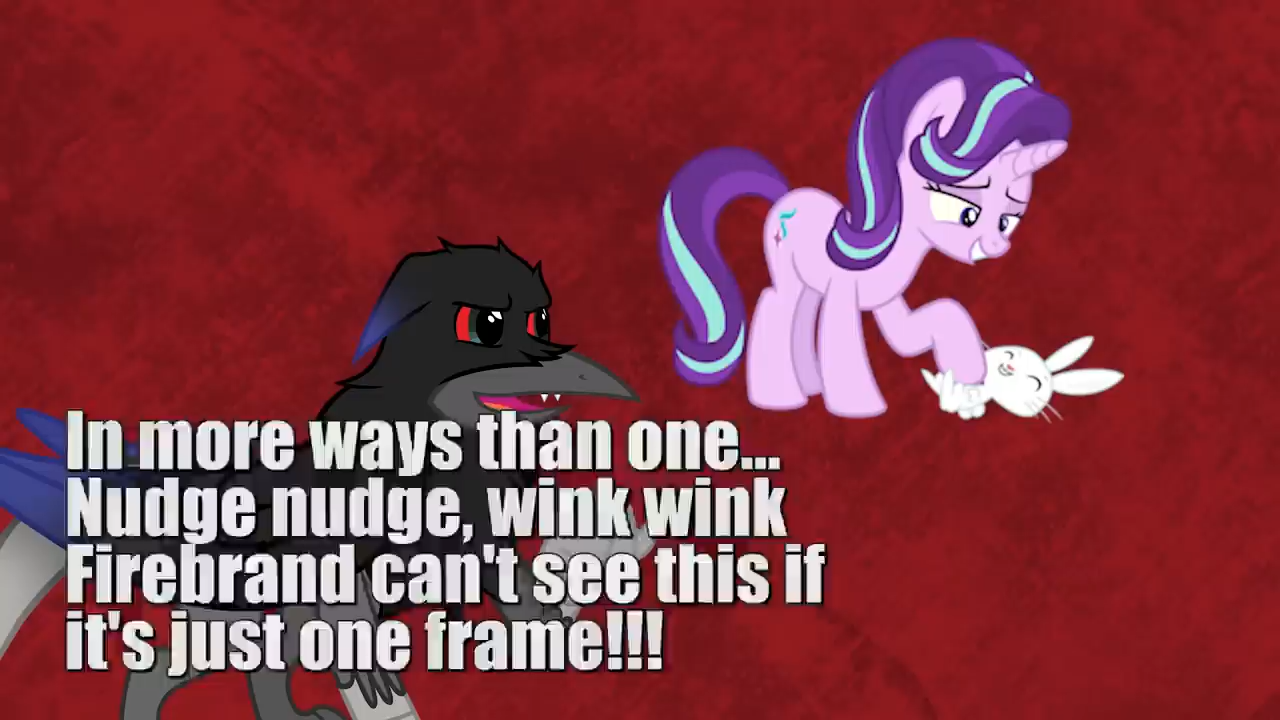 In more ways than one...
Nudge nudge, wink wink
Firebrand can't see this if
it's just one frame!!!